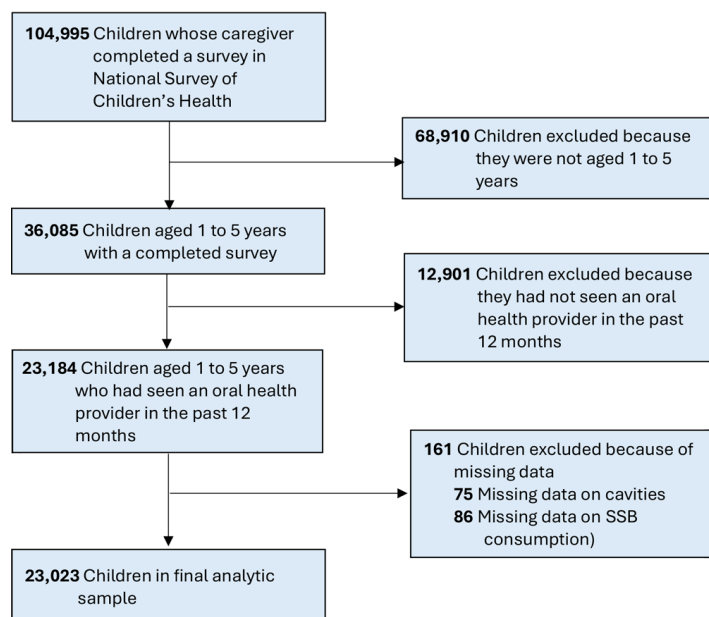 104,995 Children whose caregiver
completed a survey in
National Survey of
Children's Health
68,910 Children excluded because
they were not aged 1 to 5
years
36,085 Children aged 1 to 5 years
with a completed survey
12,901 Children excluded because
they had not seen an oral
health provider in the past
12 months
23,184 Children aged 1 to 5 years
who had seen an oral health
provider in the past 12
months
161 Children excluded because of
missing data
75 Missing data on cavities
86 Missing data on SSB
consumption)
23,023 Children in final analytic
sample